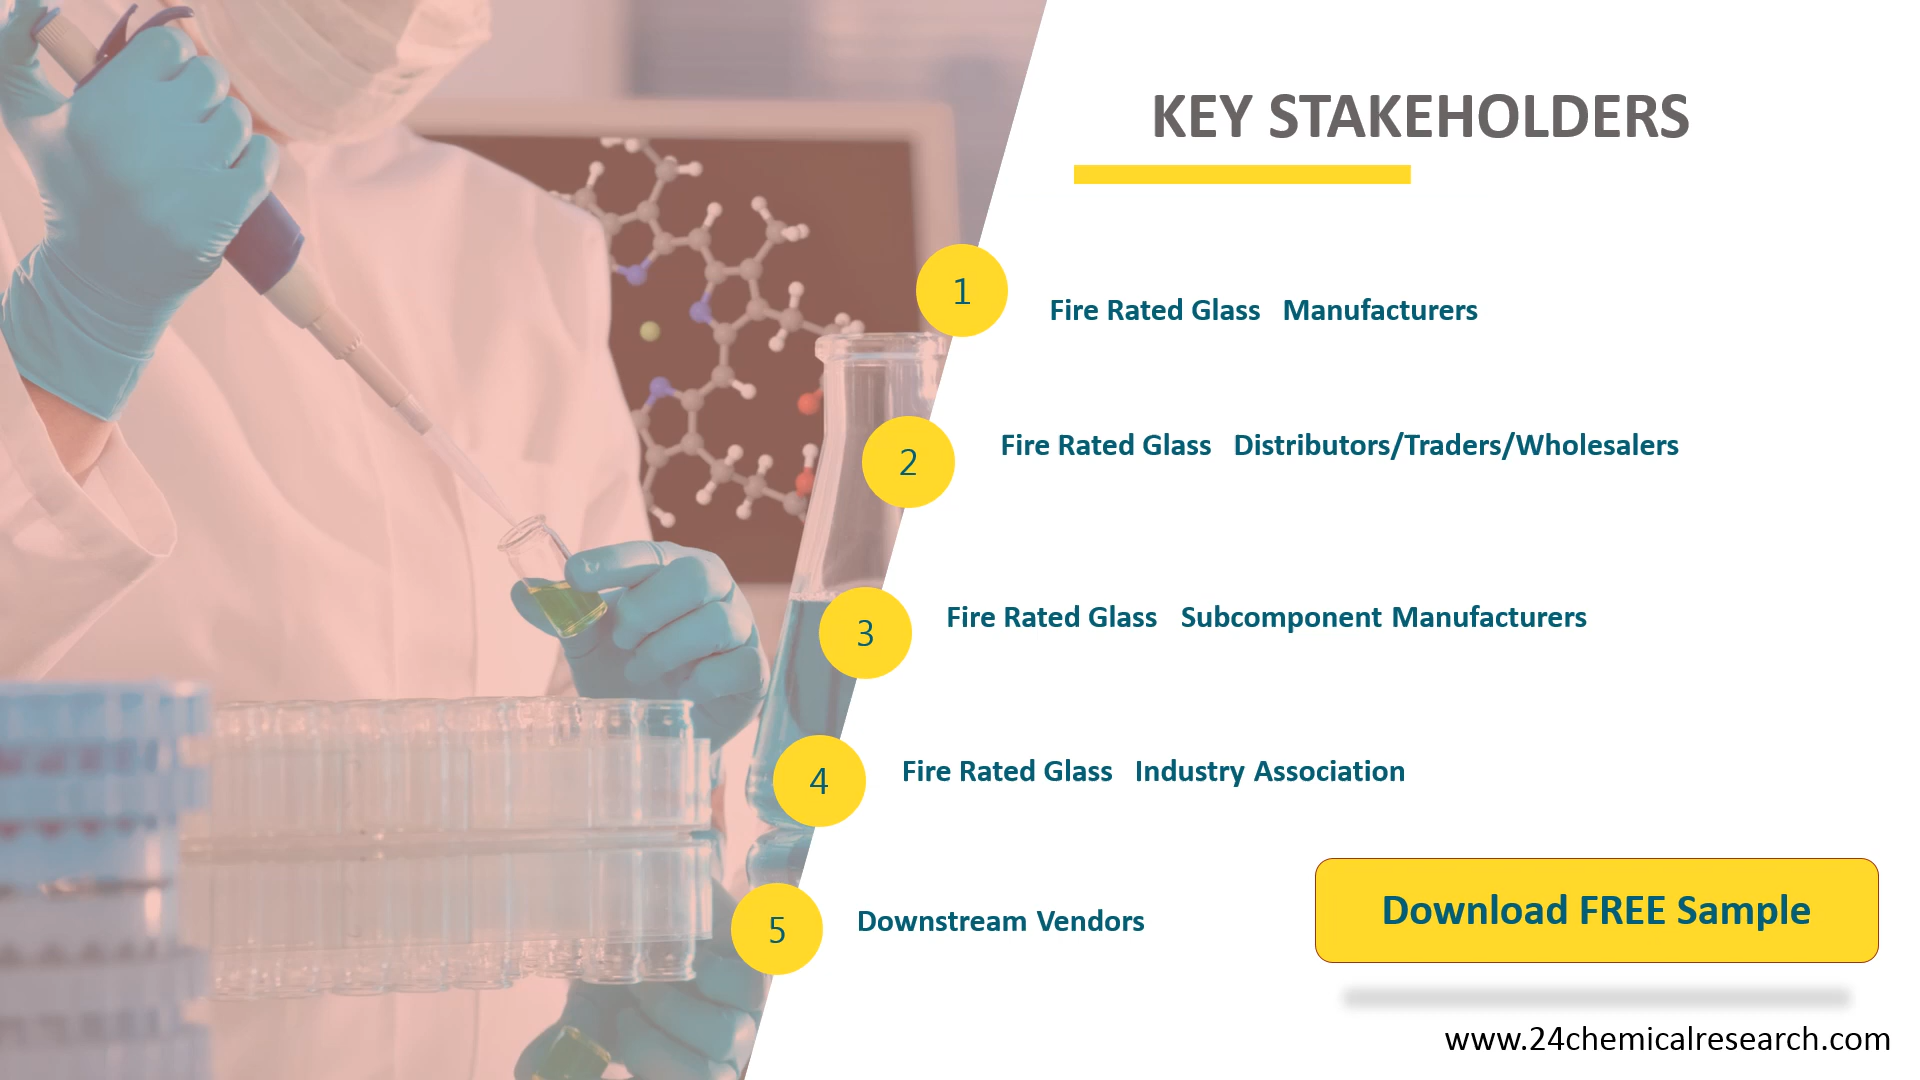 KEY STAKEHOLDERS
1 Fire Rated Glass Manufacturers
2 Fire Rated Glass Distributors/Traders/Wholesalers
3 Fire Rated Glass Subcomponent Manufacturers
4 Fire Rated Glass Industry Association
5 Downstream Vendors
Download FREE Sample
www.24chemicalresearch.com